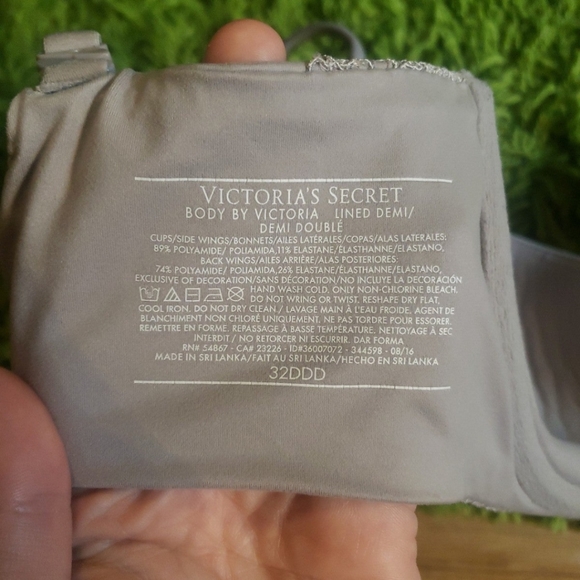 VICTORIA'S SECRET
BODY BY VICTORIA LINED DEMI/
DEMI DOUBLÉ
CUPS/SIDE WINGS/BONNETS/AILES LATÉRALES/COPAS/ALAS LATERALES:
89% POLYAMIDE/ POLIAMIDA,11% ELASTANE/ÉLASTHANNE/ELASTANO,
BACK WINGS/AILES ARRIÈRE/ALAS POSTERIORES:
74% POLYAMIDE/ POLIAMIDA,26% ELASTANE/ÉLASTHANNE/ELASTANO,
EXCLUSIVE OF DECORATION/SANS DÉCORATION/NO INCLUYE LA DECORACIÓN
HAND WASH COLD. ONLY NON-CHLORINE BLEACH.
DO NOT WRING OR TWIST. RESHAPE DRY FLAT,
COOL IRON. DO NOT DRY CLEAN / LAVAGE MAIN À L'EAU FROIDE, AGENT DE
BLANCHIMENT NON CHLORÉ UNIQUEMENT. NE PAS TORDRE POUR ESSORER.
REMETTRE EN FORME. REPASSAGE À BASSE TEMPÉRATURE. NETTOYAGE À SEC
INTERDIT / NO RETORCER NI ESCURRIR. DAR FORMA
RN# 54867 - CA# 23226 - ID#36007072 - 344598 - 08/16
MADE IN SRI LANKA/FAIT AU SRI LANKA/HECHO EN SRI LANKA
32DDD